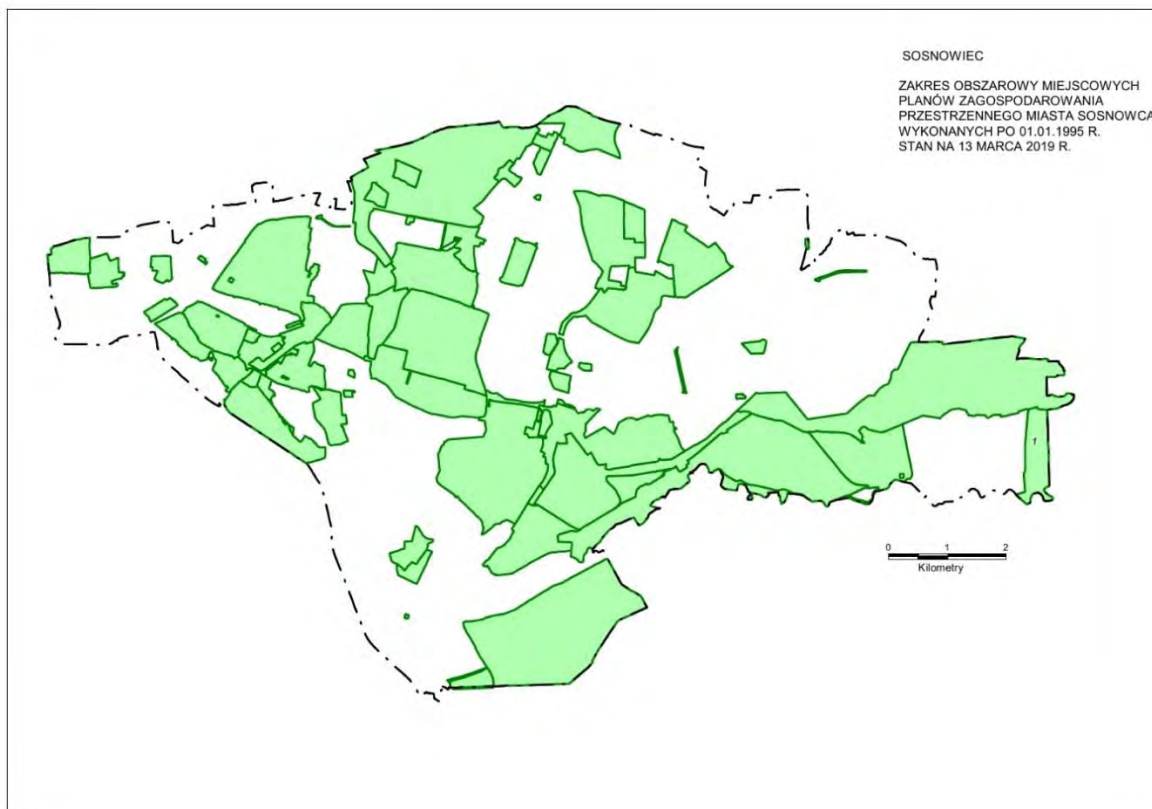 SOSNOWIEC
ZAKRES OBSZAROWY MIEJSCOWYCH
PLANÓW ZAGOSPODAROWANIA
PRZESTRZENNEGO MIASTA SOSNOWCA
WYKONANYCH PO 01.01.1995 R.
STAN NA 13 MARCA 2019 R.
1
0 1 2
Kilometry